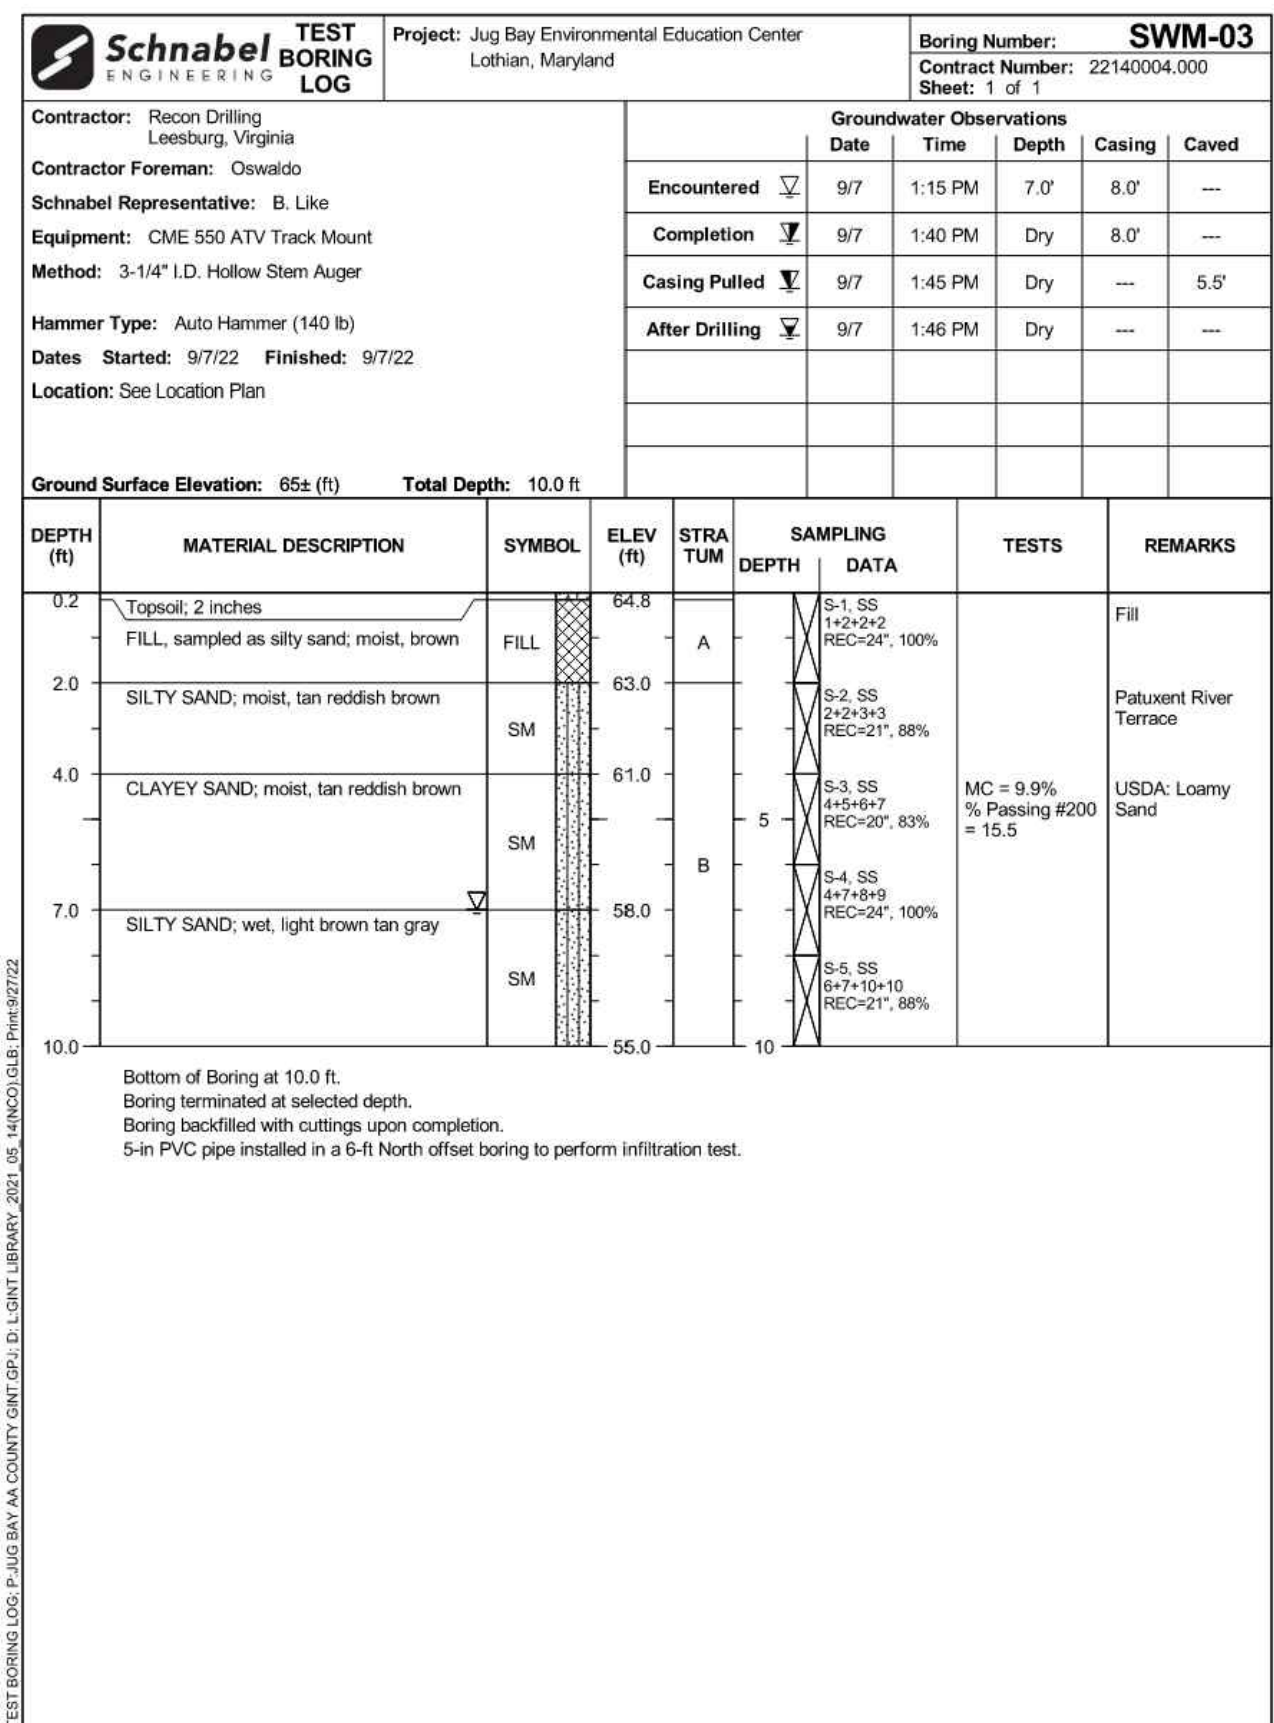 Schnabel
ENGINEERING
TEST
BORING
LOG
Project: Jug Bay Environmental Education Center
Lothian, Maryland
Boring Number: SWM-03
Contract Number: 22140004.000
Sheet: 1 of 1
Contractor: Recon Drilling
Leesburg, Virginia
Contractor Foreman: Oswaldo
Schnabel Representative: B. Like
Equipment: CME 550 ATV Track Mount
Method: 3-1/4" I.D. Hollow Stem Auger
Hammer Type: Auto Hammer (140 lb)
Dates Started: 9/7/22 Finished: 9/7/22
Location: See Location Plan
Ground Surface Elevation: 65± (ft) Total Depth: 10.0 ft
Groundwater Observations
Date Time Depth Casing Caved
Encountered 9/7 1:15 PM 7.0' 8.0' ---
Completion 9/7 1:40 PM Dry 8.0' ---
Casing Pulled 9/7 1:45 PM Dry --- 5.5'
After Drilling 9/7 1:46 PM Dry --- ---
DEPTH
(ft)
MATERIAL DESCRIPTION
SYMBOL
ELEV
(ft)
STRA
TUM
SAMPLING
DEPTH DATA
TESTS
REMARKS
0.2
Topsoil; 2 inches
64.8
S-1, SS
1+2+2+2
REC=24", 100%
Fill
FILL, sampled as silty sand; moist, brown
FILL
A
2.0
SILTY SAND; moist, tan reddish brown
SM
63.0
S-2, SS
2+2+3+3
REC=21", 88%
Patuxent River
Terrace
4.0
CLAYEY SAND; moist, tan reddish brown
SM
61.0
5
S-3, SS
4+5+6+7
REC=20", 83%
MC = 9.9%
% Passing #200
= 15.5
USDA: Loamy
Sand
B
S-4, SS
4+7+8+9
REC=24", 100%
7.0
SILTY SAND; wet, light brown tan gray
SM
58.0
S-5, SS
6+7+10+10
REC=21", 88%
10.0
55.0
10
Bottom of Boring at 10.0 ft.
Boring terminated at selected depth.
Boring backfilled with cuttings upon completion.
5-in PVC pipe installed in a 6-ft North offset boring to perform infiltration test.
TEST BORING LOG; P:JUG BAY AA COUNTY GINT.GPJ; D: L:GINT LIBRARY_2021_05_14(NCO).GLB; Print:9/27/22